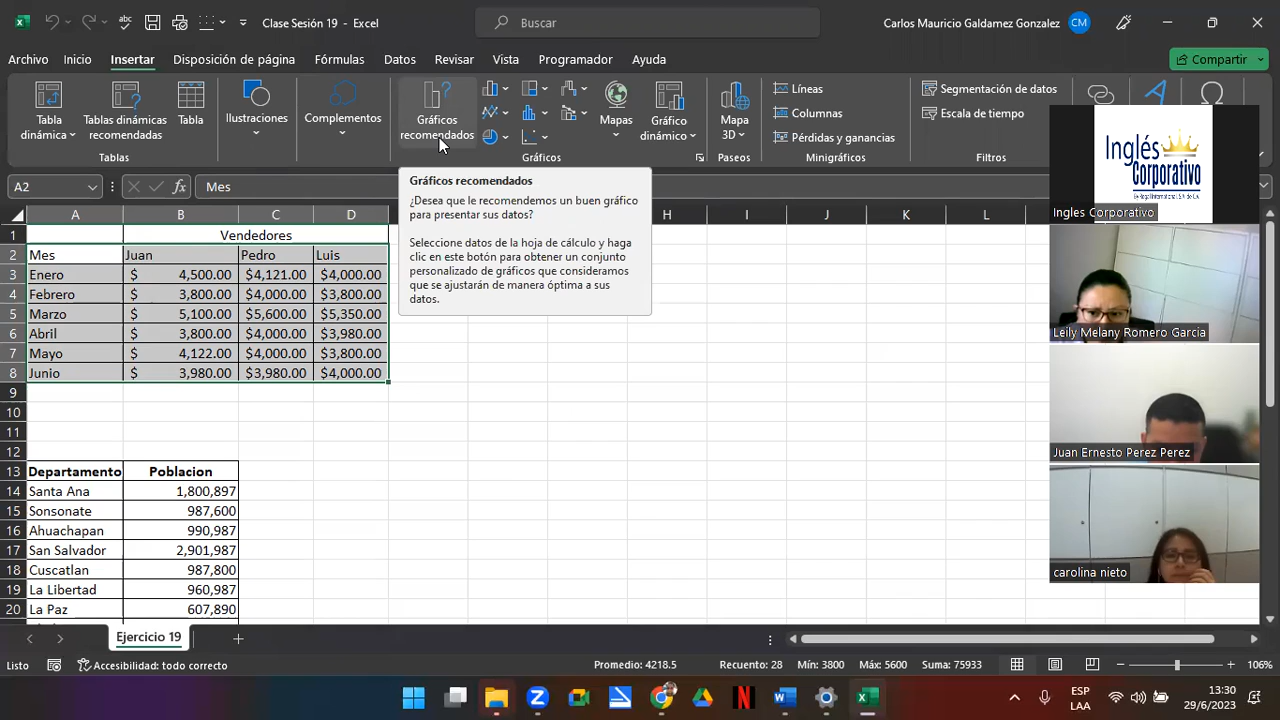 Clase Sesión 19 - Excel
Buscar
Carlos Mauricio Galdamez Gonzalez
CM
Archivo
Inicio
Insertar
Disposición de página
Fórmulas
Datos
Revisar
Vista
Programador
Ayuda
Compartir
Tabla dinámica
Tablas dinámicas recomendadas
Tabla
Ilustraciones
Complementos
Gráficos recomendados
Mapas
Gráfico dinámico
Mapa 3D
Líneas
Columnas
Pérdidas y ganancias
Segmentación de datos
Escala de tiempo
Tablas
Gráficos
Paseos
Minigráficos
Filtros
A2
fx
Mes
Gráficos recomendados
¿Desea que le recomendemos un buen gráfico
para presentar sus datos?
Seleccione datos de la hoja de cálculo y haga
clic en este botón para obtener un conjunto
personalizado de gráficos que consideramos
que se ajustarán de manera óptima a sus
datos.
A B C D H I J K L
1 Vendedores
2 Mes Juan Pedro Luis
3 Enero $ 4,500.00 $4,121.00 $4,000.00
4 Febrero $ 3,800.00 $4,000.00 $3,800.00
5 Marzo $ 5,100.00 $5,600.00 $5,350.00
6 Abril $ 3,800.00 $4,000.00 $3,980.00
7 Mayo $ 4,122.00 $4,000.00 $3,800.00
8 Junio $ 3,980.00 $3,980.00 $4,000.00
9
10
11
12
13 Departamento Poblacion
14 Santa Ana 1,800,897
15 Sonsonate 987,600
16 Ahuachapan 990,987
17 San Salvador 2,901,987
18 Cuscatlan 987,800
19 La Libertad 960,987
20 La Paz 607,890
Inglés
Corporativo
Ingles Corporativo
Leily Melany Romero Garcia
Juan Ernesto Perez Perez
carolina nieto
Ejercicio 19
Listo
Accesibilidad: todo correcto
Promedio: 4218.5
Recuento: 28
Mín: 3800
Máx: 5600
Suma: 75933
106%
ESP
LAA
13:30
29/6/2023